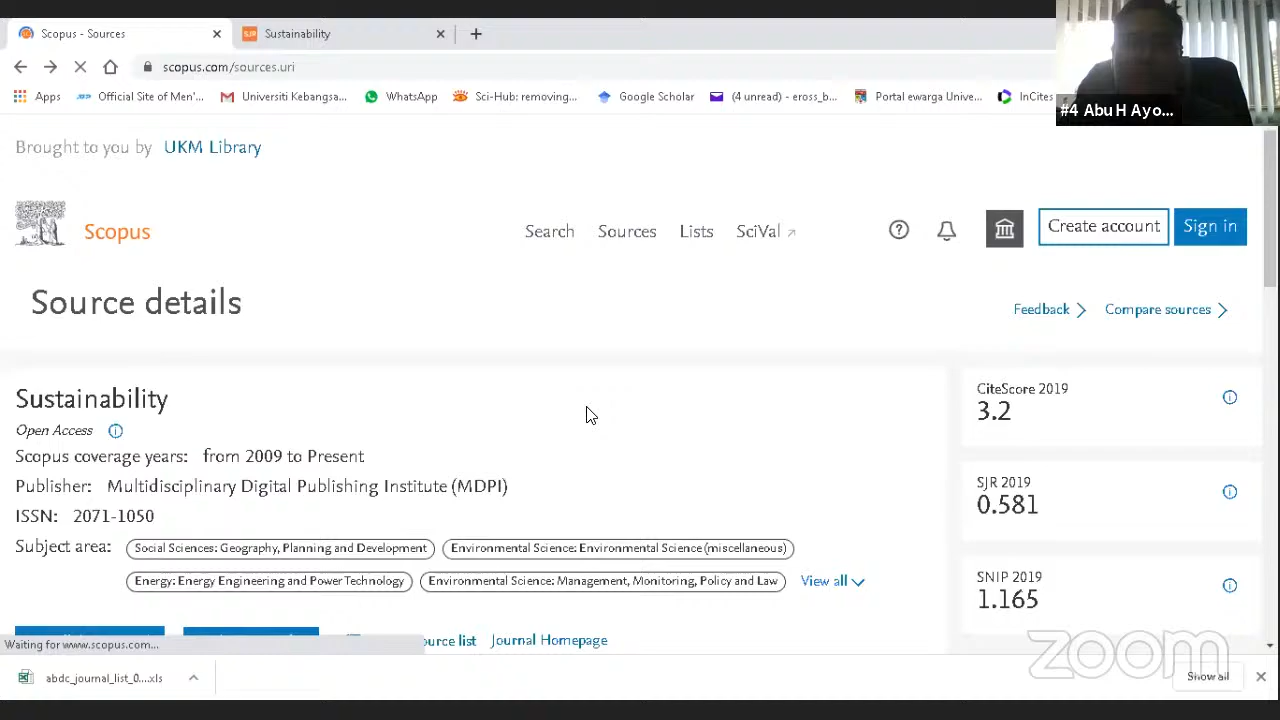 Scopus - Sources
Sustainability
scopus.com/sources.uri
Apps Official Site of Men'... Universiti Kebangsa... WhatsApp Sci-Hub: removing... Google Scholar (4 unread) - eross_b... Portal ewarga Unive... InCites
#4 Abu H Ayo...
Brought to you by UKM Library
Scopus
Search Sources Lists SciVal ↗
Create account Sign in
Source details
Feedback Compare sources
Sustainability
Open Access
Scopus coverage years: from 2009 to Present
Publisher: Multidisciplinary Digital Publishing Institute (MDPI)
ISSN: 2071-1050
Subject area: Social Sciences: Geography, Planning and Development Environmental Science: Environmental Science (miscellaneous)
Energy: Energy Engineering and Power Technology Environmental Science: Management, Monitoring, Policy and Law View all
CiteScore 2019
3.2
SJR 2019
0.581
SNIP 2019
1.165
ource list Journal Homepage
Waiting for www.scopus.com...
zoom
abdc_journal_list_0....xls
Show all